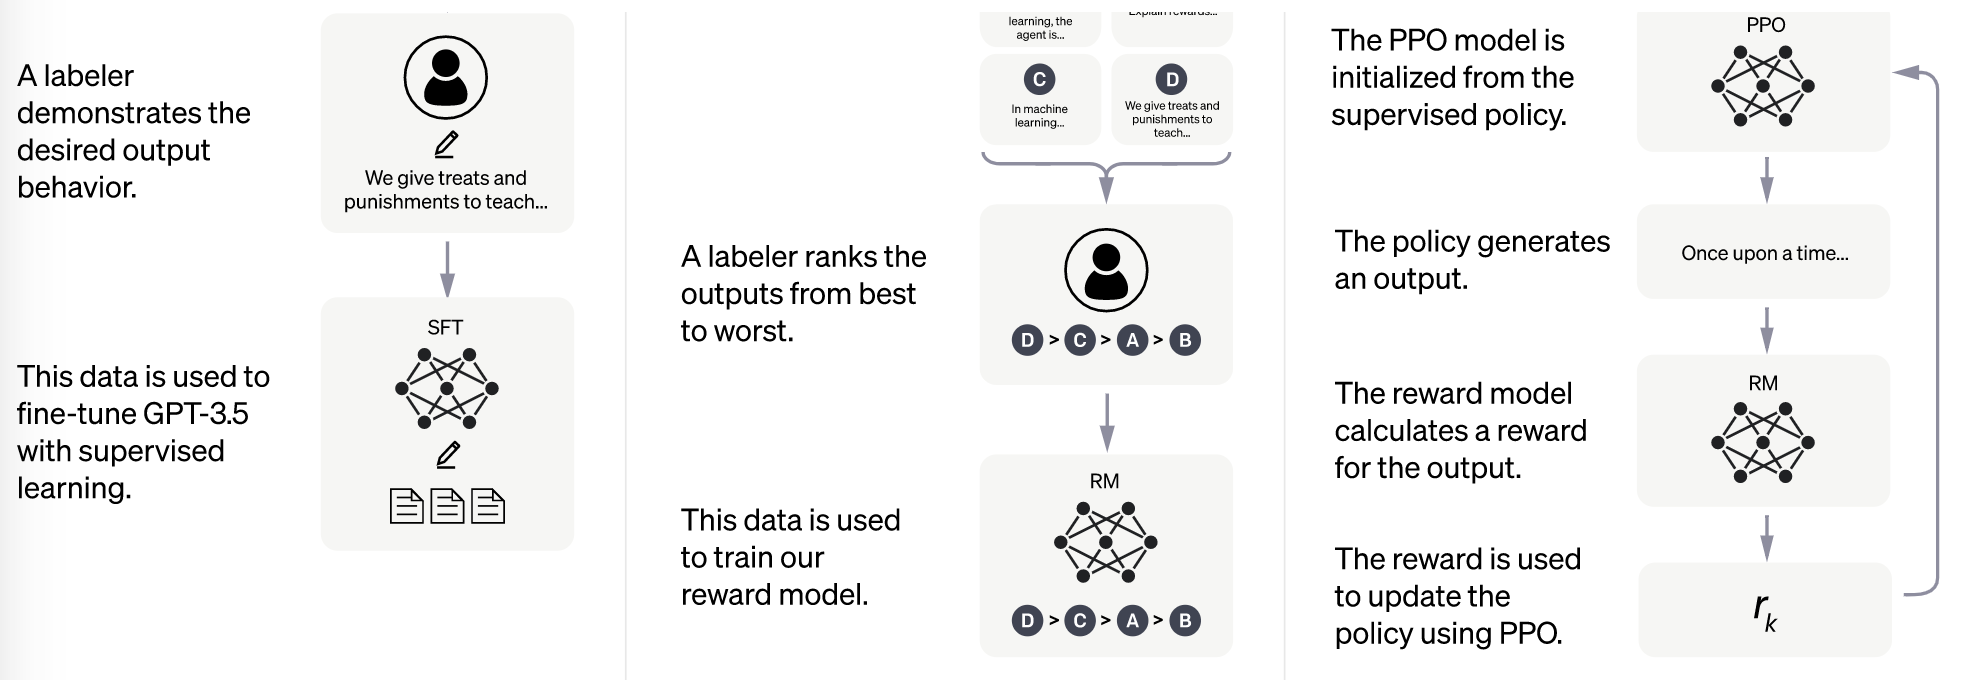 A labeler
demonstrates the
desired output
behavior.
We give treats and
punishments to teach...
This data is used to
fine-tune GPT-3.5
with supervised
learning.
SFT
learning, the
agent is...
Explain rewards...
C
In machine
learning...
D
We give treats and
punishments to
teach...
A labeler ranks the
outputs from best
to worst.
D > C > A > B
This data is used
to train our
reward model.
RM
D > C > A > B
The PPO model is
initialized from the
supervised policy.
PPO
The policy generates
an output.
Once upon a time...
The reward model
calculates a reward
for the output.
RM
The reward is used
to update the
policy using PPO.
rk